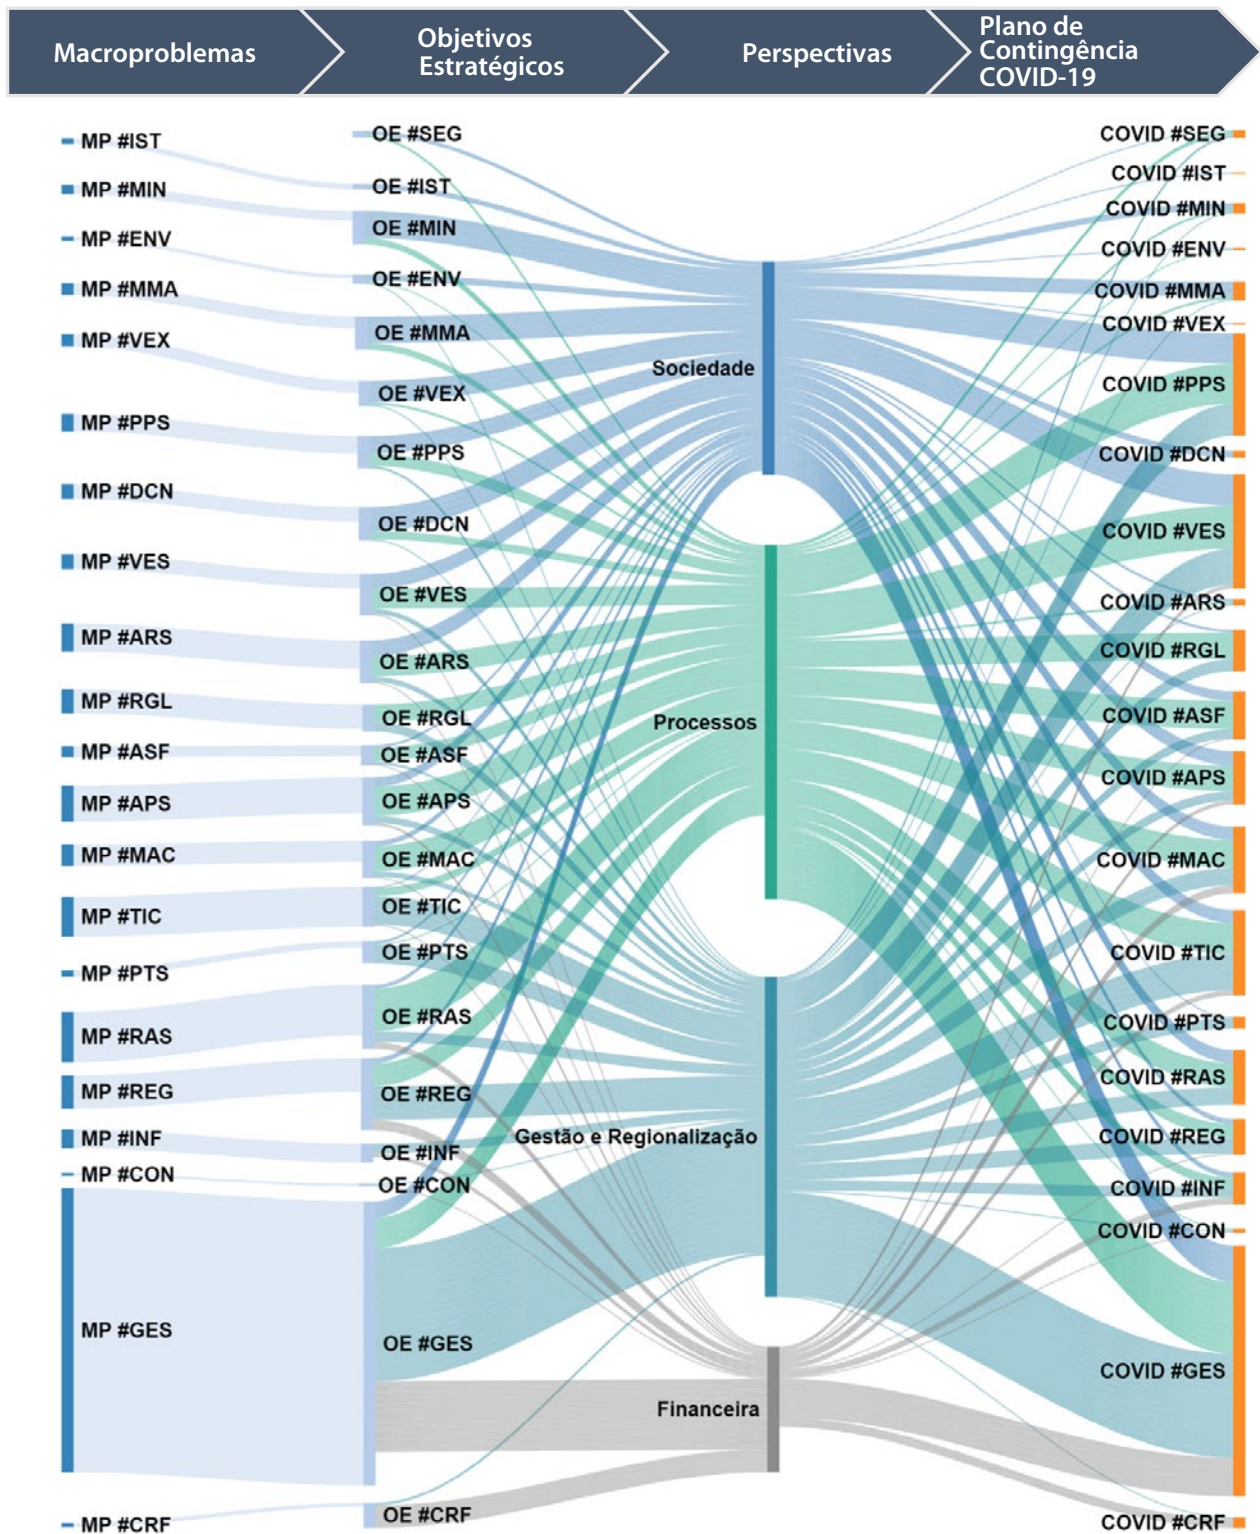 Macroproblemas
Objetivos
Estratégicos
Perspectivas
Plano de
Contingência
COVID-19
MP #IST
MP #MIN
MP #ENV
MP #MMA
MP #VEX
MP #PPS
MP #DCN
MP #VES
MP #ARS
MP #RGL
MP #ASF
MP #APS
MP #MAC
MP #TIC
MP #PTS
MP #RAS
MP #REG
MP #INF
MP #CON
MP #GES
MP #CRF
OE #SEG
OE #IST
OE #MIN
OE #ENV
OE #MMA
OE #VEX
OE #PPS
OE #DCN
OE #VES
OE #ARS
OE #RGL
OE #ASF
OE #APS
OE #MAC
OE #TIC
OE #PTS
OE #RAS
OE #REG
OE #INF
OE #CON
OE #GES
OE #CRF
Sociedade
Processos
Gestão e Regionalização
Financeira
COVID #SEG
COVID #IST
COVID #MIN
COVID #ENV
COVID #MMA
COVID #VEX
COVID #PPS
COVID #DCN
COVID #VES
COVID #ARS
COVID #RGL
COVID #ASF
COVID #APS
COVID #MAC
COVID #TIC
COVID #PTS
COVID #RAS
COVID #REG
COVID #INF
COVID #CON
COVID #GES
COVID #CRF